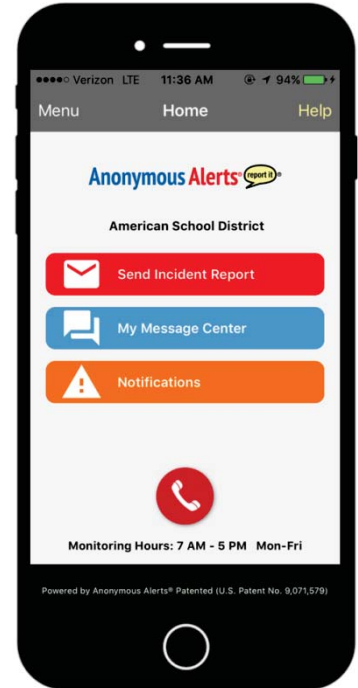 Verizon LTE 11:36 AM 94%
Menu Home Help
Anonymous Alerts® report it®
American School District
Send Incident Report
My Message Center
Notifications
Monitoring Hours: 7 AM - 5 PM Mon-Fri
Powered by Anonymous Alerts® Patented (U.S. Patent No. 9,071,579)